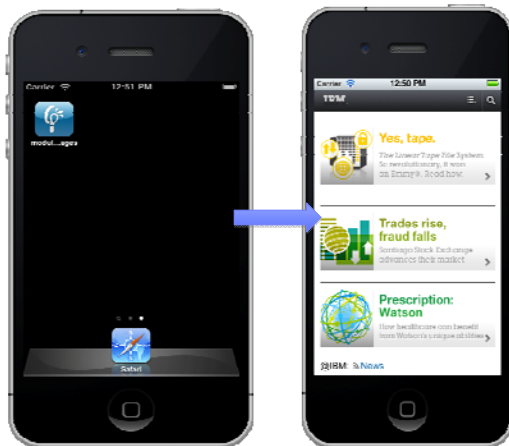 Carrier 12:51 PM
modul...ages
Safari
Carrier 12:50 PM
IBM
Yes, tape.
The Linear Tape File System
So revolutionary, it won
an Emmy®. Read how.
Trades rise,
fraud falls
Santiago Stock Exchange
advances their market
Prescription:
Watson
How healthcare can benefit
from Watson's unique abilities
@IBM: News